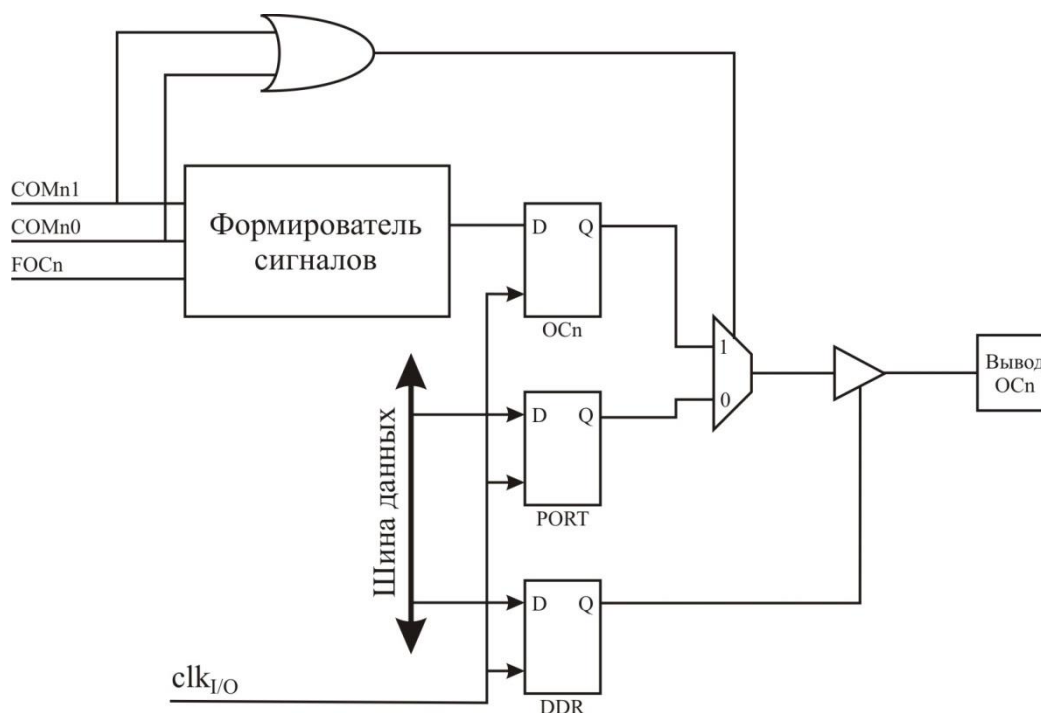 COMn1
COMn0
FOCn
Формирователь
сигналов
D Q
OCn
1
0
Вывод
OCn
Шина данных
D Q
PORT
D Q
DDR
clkI/O